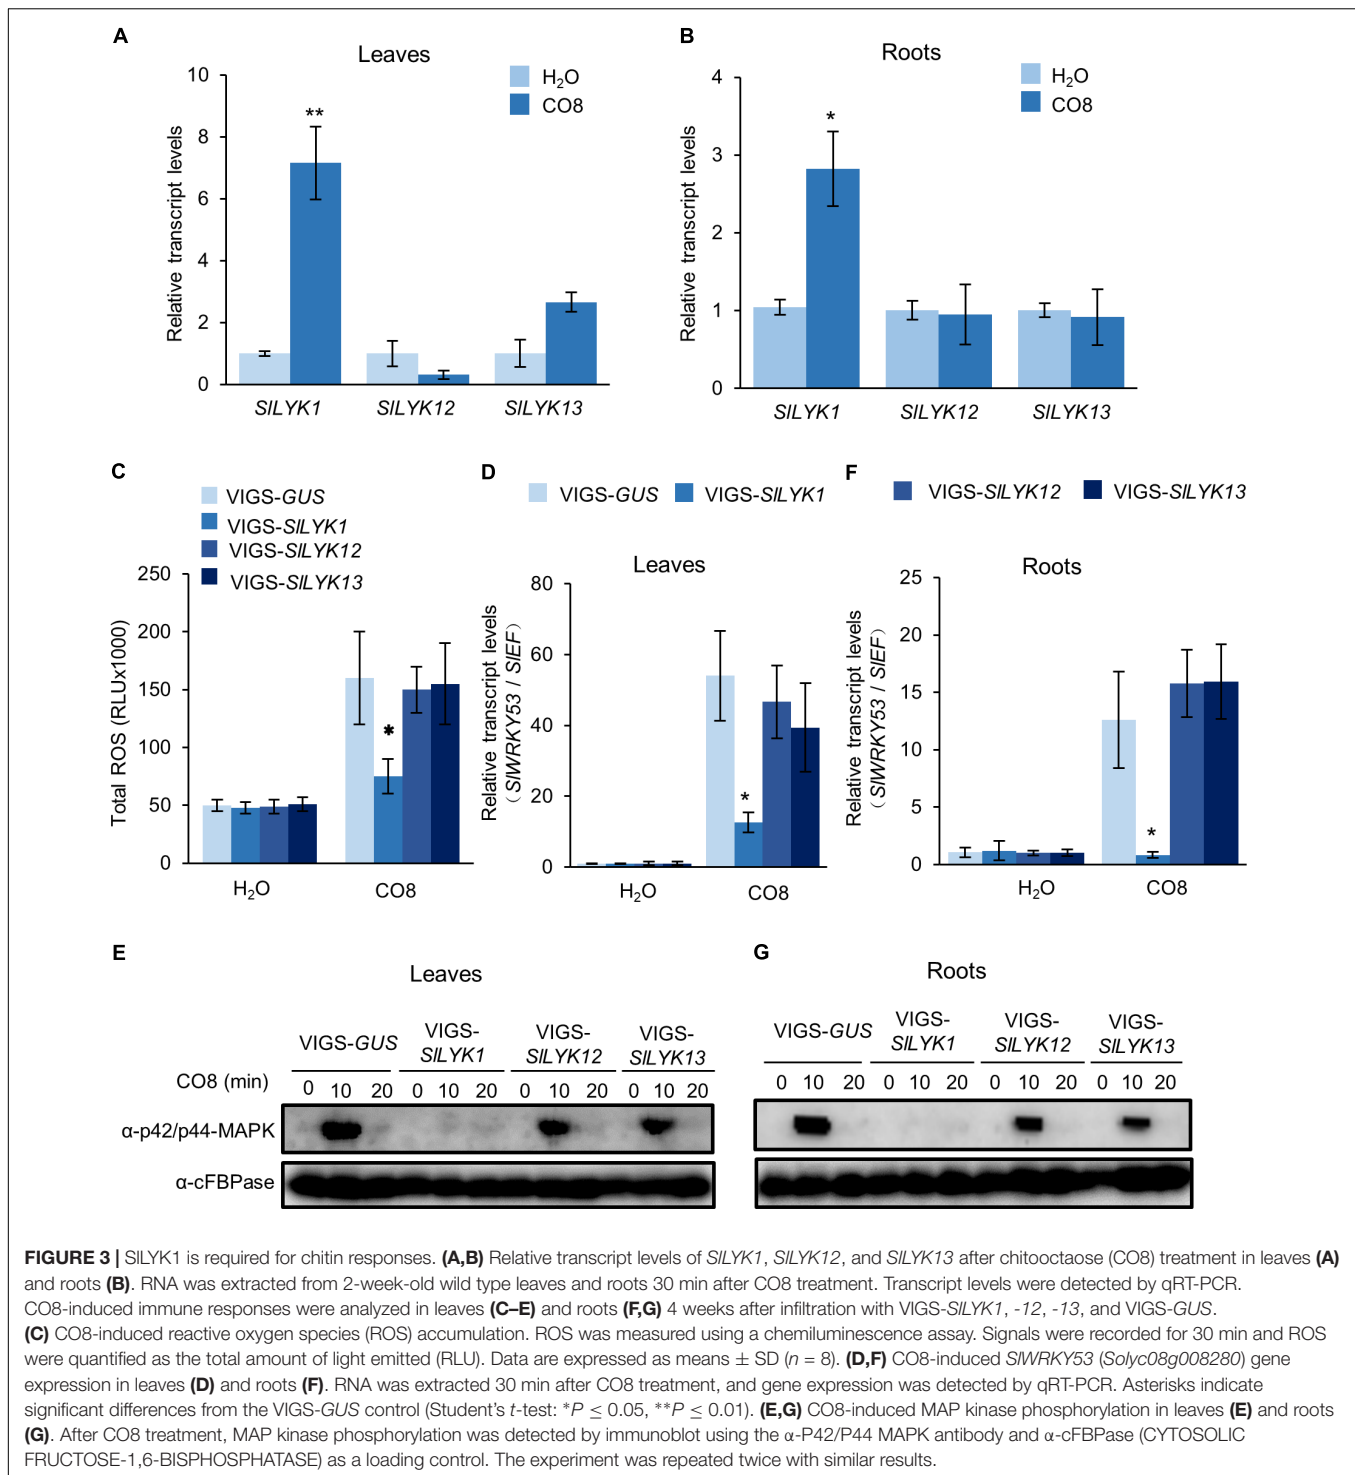 A
Leaves
H2O
CO8
**
Relative transcript levels
10
8
6
4
2
0
SlLYK1 SlLYK12 SlLYK13
B
Roots
H2O
CO8
*
Relative transcript levels
4
3
2
1
0
SlLYK1 SlLYK12 SlLYK13
C
VIGS-GUS
VIGS-SlLYK1
VIGS-SlLYK12
VIGS-SlLYK13
Total ROS (RLUx1000)
250
200
150
100
50
0
*
H2O CO8
D
VIGS-GUS VIGS-SlLYK1
Leaves
Relative transcript levels
(SlWRKY53 / SlEF)
80
60
40
20
0
*
H2O CO8
F
VIGS-SlLYK12 VIGS-SlLYK13
Roots
Relative transcript levels
(SlWRKY53 / SlEF)
25
20
15
10
5
0
*
H2O CO8
E
Leaves
VIGS-GUS VIGS-SlLYK1 VIGS-SlLYK12 VIGS-SlLYK13
CO8 (min) 0 10 20 0 10 20 0 10 20 0 10 20
α-p42/p44-MAPK
α-cFBPase
G
Roots
VIGS-GUS VIGS-SlLYK1 VIGS-SlLYK12 VIGS-SlLYK13
0 10 20 0 10 20 0 10 20 0 10 20
FIGURE 3 | SlLYK1 is required for chitin responses. (A,B) Relative transcript levels of SlLYK1, SlLYK12, and SlLYK13 after chitooctaose (CO8) treatment in leaves (A)
and roots (B). RNA was extracted from 2-week-old wild type leaves and roots 30 min after CO8 treatment. Transcript levels were detected by qRT-PCR.
CO8-induced immune responses were analyzed in leaves (C–E) and roots (F,G) 4 weeks after infiltration with VIGS-SlLYK1, -12, -13, and VIGS-GUS.
(C) CO8-induced reactive oxygen species (ROS) accumulation. ROS was measured using a chemiluminescence assay. Signals were recorded for 30 min and ROS
were quantified as the total amount of light emitted (RLU). Data are expressed as means ± SD (n = 8). (D,F) CO8-induced SlWRKY53 (Solyc08g008280) gene
expression in leaves (D) and roots (F). RNA was extracted 30 min after CO8 treatment, and gene expression was detected by qRT-PCR. Asterisks indicate
significant differences from the VIGS-GUS control (Student's t-test: *P ≤ 0.05, **P ≤ 0.01). (E,G) CO8-induced MAP kinase phosphorylation in leaves (E) and roots
(G). After CO8 treatment, MAP kinase phosphorylation was detected by immunoblot using the α-P42/P44 MAPK antibody and α-cFBPase (CYTOSOLIC
FRUCTOSE-1,6-BISPHOSPHATASE) as a loading control. The experiment was repeated twice with similar results.